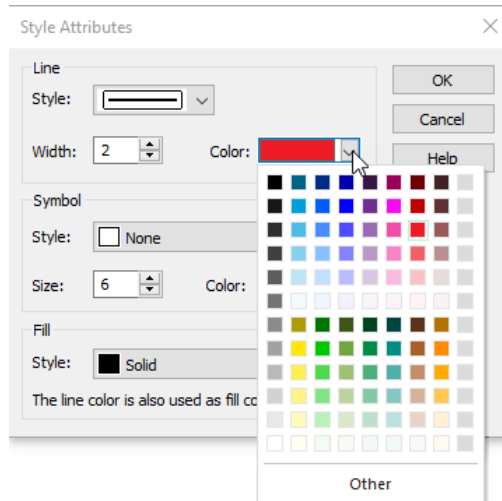 Style Attributes
Line
Style:
OK
Cancel
Width: 2 Color:
Help
Symbol
Style: None
Size: 6 Color:
Fill
Style: Solid
The line color is also used as fill co
Other